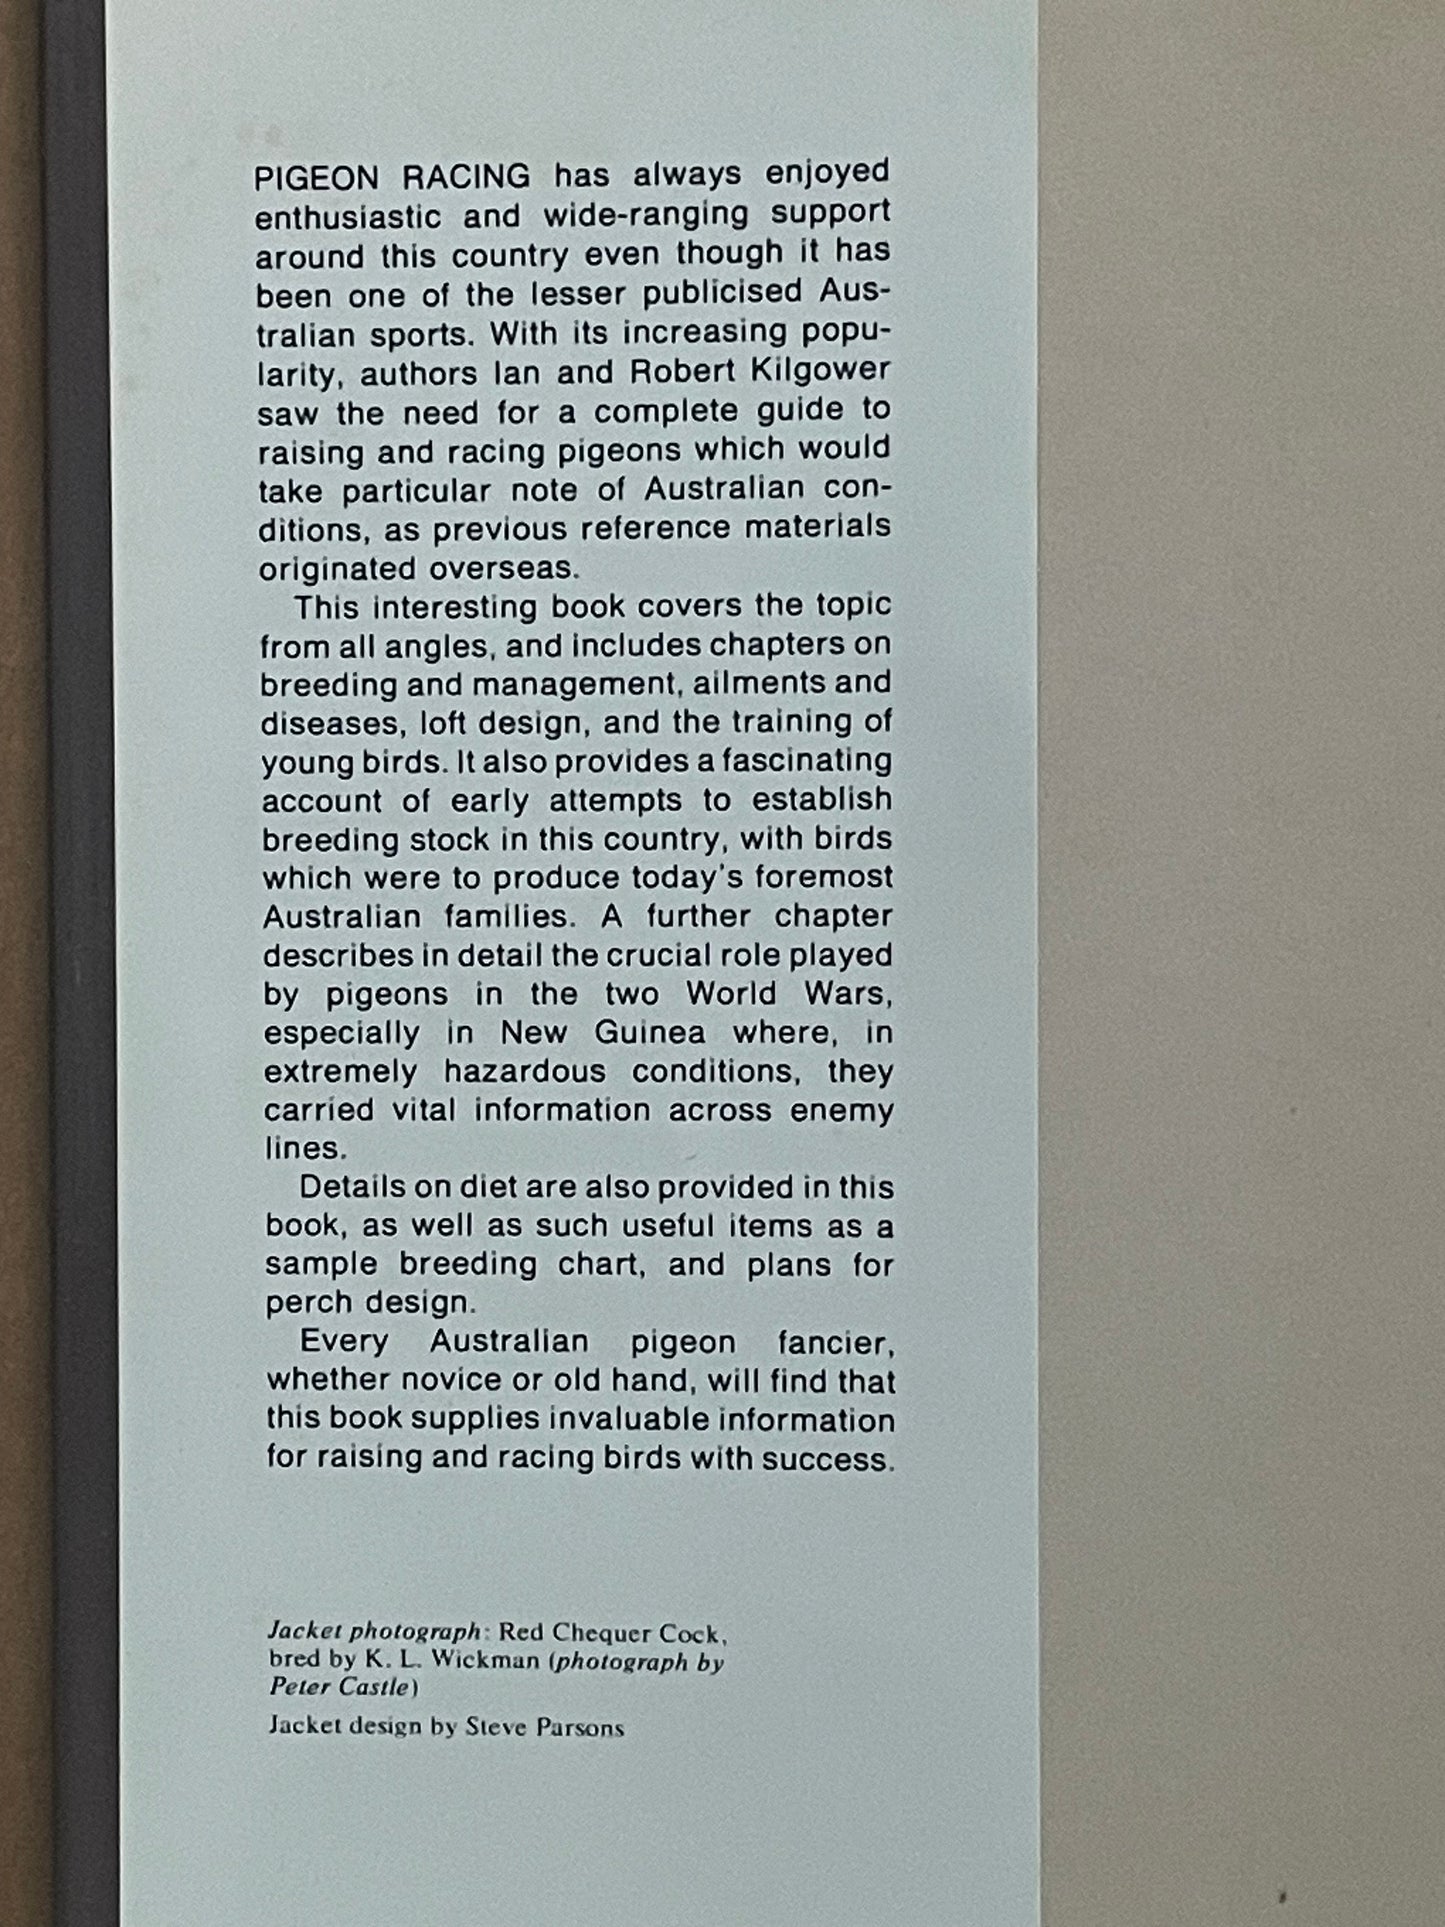 PIGEON RACING has always enjoyed
enthusiastic and wide-ranging support
around this country even though it has
been one of the lesser publicised Aus-
tralian sports. With its increasing popu-
larity, authors Ian and Robert Kilgower
saw the need for a complete guide to
raising and racing pigeons which would
take particular note of Australian con-
ditions, as previous reference materials
originated overseas.
This interesting book covers the topic
from all angles, and includes chapters on
breeding and management, ailments and
diseases, loft design, and the training of
young birds. It also provides a fascinating
account of early attempts to establish
breeding stock in this country, with birds
which were to produce today's foremost
Australian families. A further chapter
describes in detail the crucial role played
by pigeons in the two World Wars,
especially in New Guinea where, in
extremely hazardous conditions, they
carried vital information across enemy
lines.
Details on diet are also provided in this
book, as well as such useful items as a
sample breeding chart, and plans for
perch design.
Every Australian pigeon fancier,
whether novice or old hand, will find that
this book supplies invaluable information
for raising and racing birds with success.
Jacket photograph: Red Chequer Cock,
bred by K. L. Wickman (photograph by
Peter Castle)
Jacket design by Steve Parsons